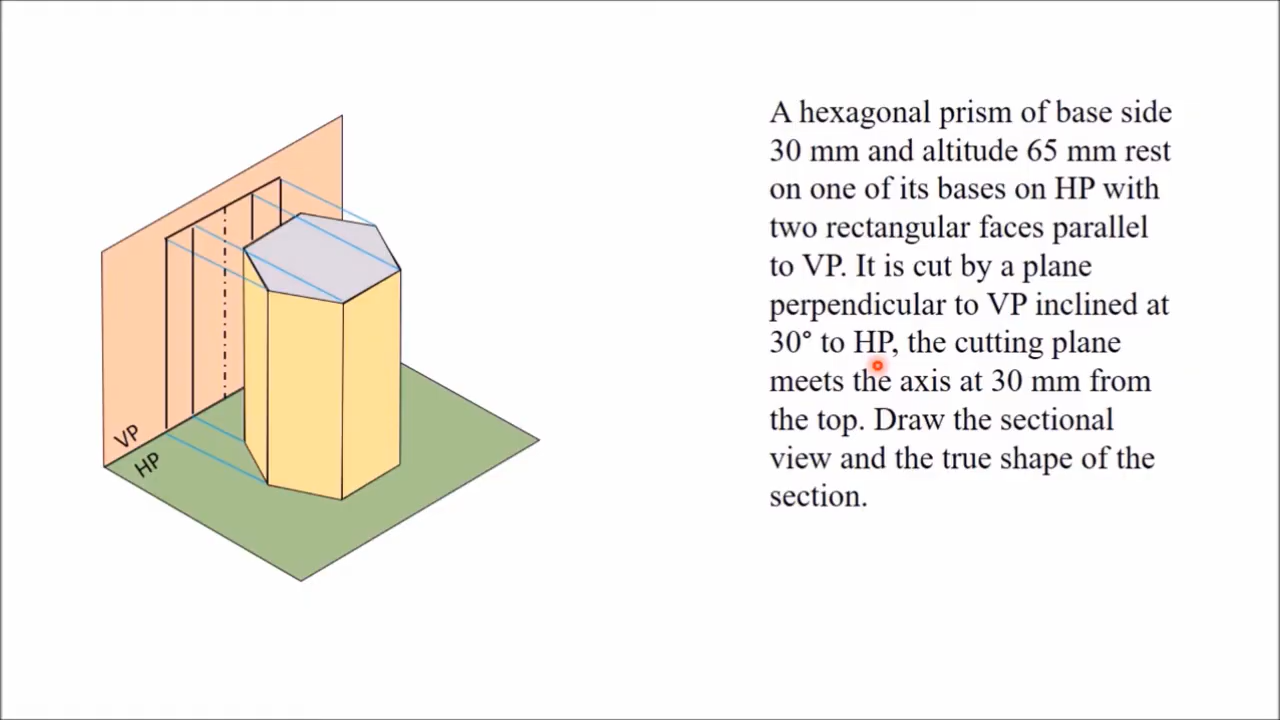 A hexagonal prism of base side
30 mm and altitude 65 mm rest
on one of its bases on HP with
two rectangular faces parallel
to VP. It is cut by a plane
perpendicular to VP inclined at
30° to HP, the cutting plane
meets the axis at 30 mm from
the top. Draw the sectional
view and the true shape of the
section.
VP
HP